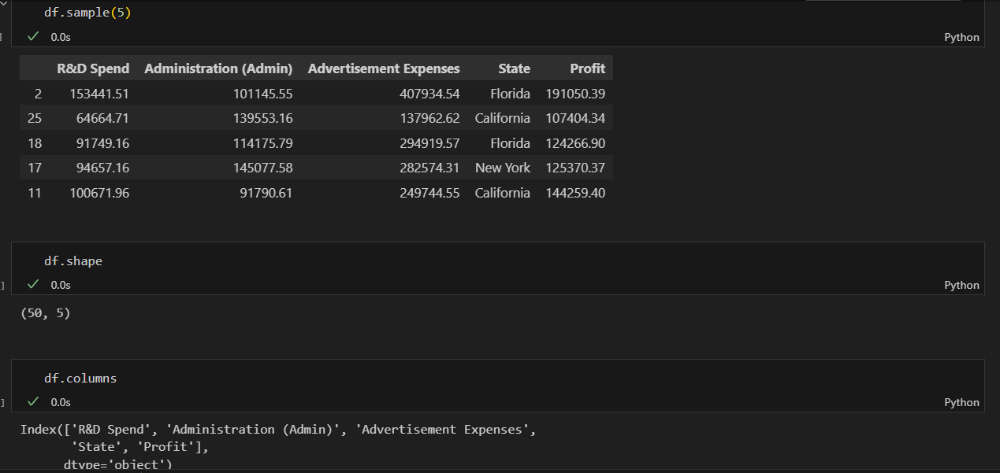 df.sample(5)
0.0s
Python
R&D Spend Administration (Admin) Advertisement Expenses State Profit
2 153441.51 101145.55 407934.54 Florida 191050.39
25 64664.71 139553.16 137962.62 California 107404.34
18 91749.16 114175.79 294919.57 Florida 124266.90
17 94657.16 145077.58 282574.31 New York 125370.37
11 100671.96 91790.61 249744.55 California 144259.40
df.shape
] 0.0s Python
(50, 5)
df.columns
] 0.0s Python
Index(['R&D Spend', 'Administration (Admin)', 'Advertisement Expenses',
'State', 'Profit'],
dtype='object')